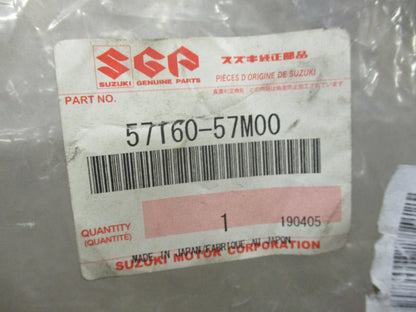 SGP
スズキ純正部品
SUZUKI GENUINE PARTS
PIÈCES D'ORIGINE DE SUZUKI
PART NO.
57160-57M00
QUANTITY
(QUANTITÉ)
1
190405
MADE IN JAPAN/FABRIQUÉ AU JAPON
SUZUKI MOTOR CORPORATION